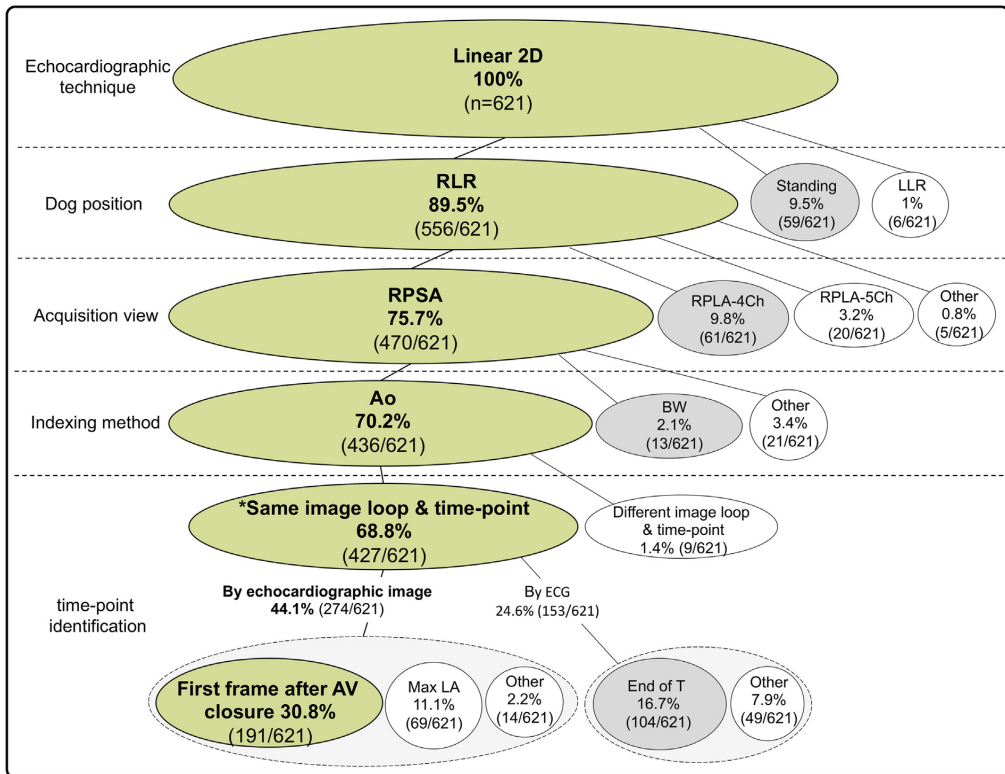 Echocardiographic
technique
Linear 2D
100%
(n=621)
Dog position
RLR
89.5%
(556/621)
Standing
9.5%
(59/621)
LLR
1%
(6/621)
Acquisition view
RPSA
75.7%
(470/621)
RPLA-4Ch
9.8%
(61/621)
RPLA-5Ch
3.2%
(20/621)
Other
0.8%
(5/621)
Indexing method
Ao
70.2%
(436/621)
BW
2.1%
(13/621)
Other
3.4%
(21/621)
*Same image loop & time-point
68.8%
(427/621)
Different image loop
& time-point
1.4% (9/621)
time-point
identification
By echocardiographic image
44.1% (274/621)
By ECG
24.6% (153/621)
First frame after AV
closure 30.8%
(191/621)
Max LA
11.1%
(69/621)
Other
2.2%
(14/621)
End of T
16.7%
(104/621)
Other
7.9%
(49/621)